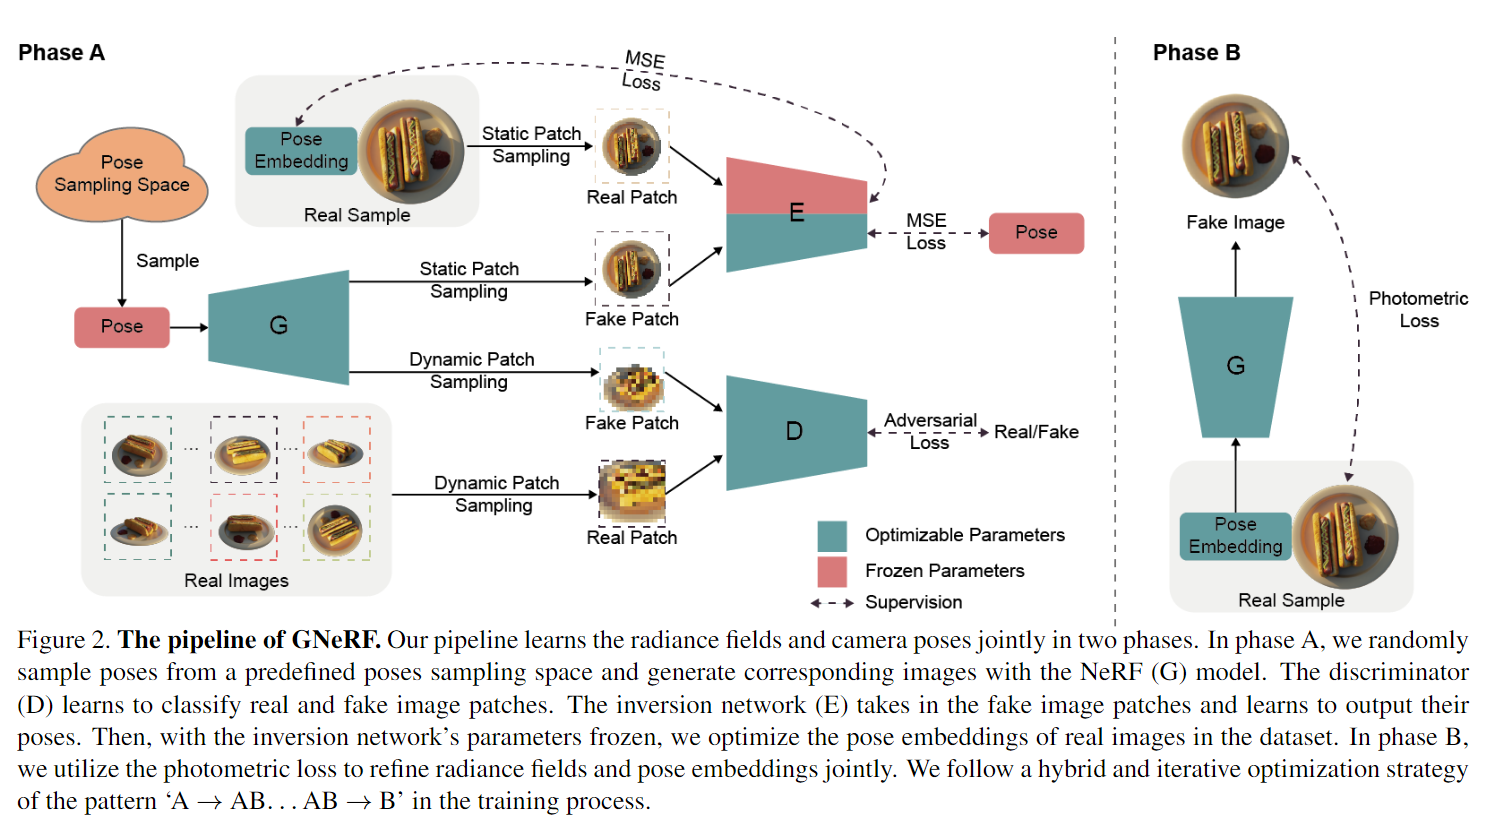 Phase A
Phase B
MSE
Loss
Pose
Sampling Space
Pose
Embedding
Real Sample
Static Patch
Sampling
Real Patch
E
MSE
Loss
Pose
Sample
Pose
G
Static Patch
Sampling
Fake Patch
Dynamic Patch
Sampling
Fake Patch
D
Adversarial
Loss
Real/Fake
...
...
...
...
Real Images
Dynamic Patch
Sampling
Real Patch
Optimizable Parameters
Frozen Parameters
Supervision
Fake Image
Photometric
Loss
G
Pose
Embedding
Real Sample
Figure 2. The pipeline of GNeRF. Our pipeline learns the radiance fields and camera poses jointly in two phases. In phase A, we randomly
sample poses from a predefined poses sampling space and generate corresponding images with the NeRF (G) model. The discriminator
(D) learns to classify real and fake image patches. The inversion network (E) takes in the fake image patches and learns to output their
poses. Then, with the inversion network's parameters frozen, we optimize the pose embeddings of real images in the dataset. In phase B,
we utilize the photometric loss to refine radiance fields and pose embeddings jointly. We follow a hybrid and iterative optimization strategy
of the pattern ‘A → AB. . . AB → B’ in the training process.